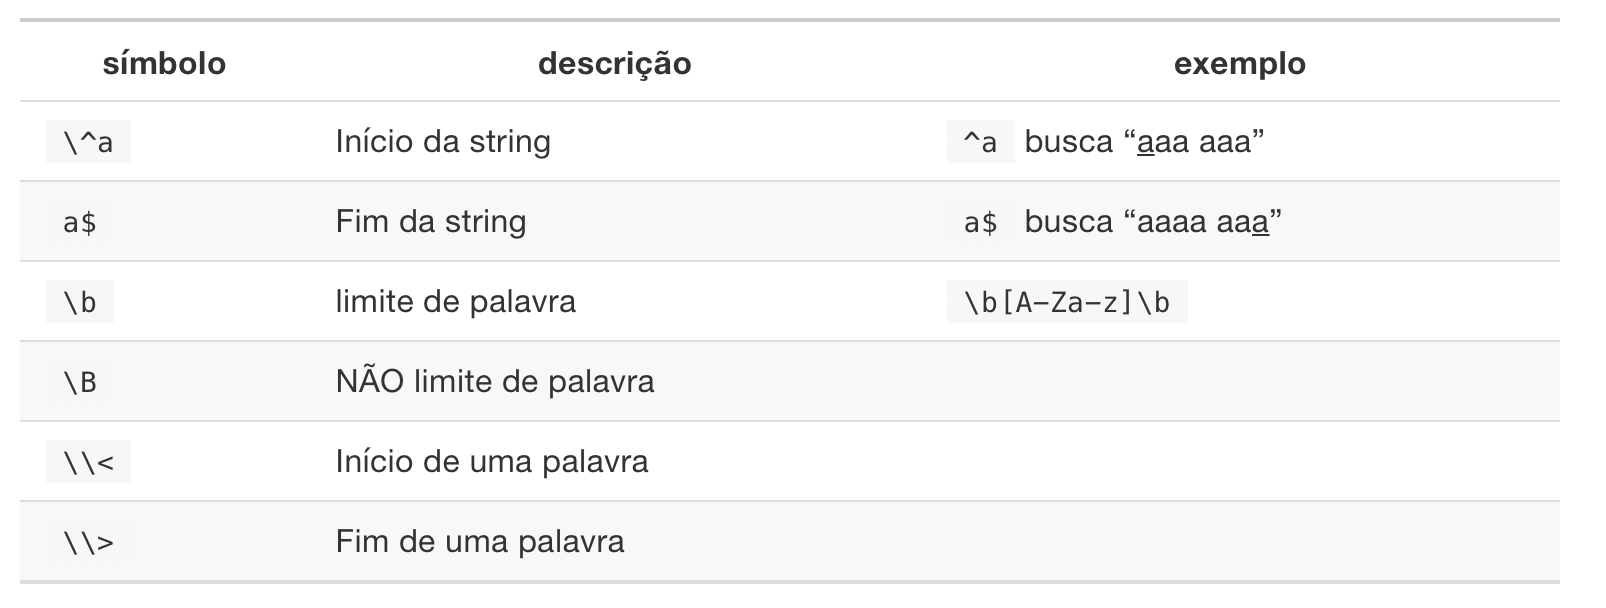 símbolo descrição exemplo
\^a Início da string ^a busca “aaa aaa”
a$ Fim da string a$ busca “aaaa aaa”
\b limite de palavra \b[A-Za-z]\b
\B NÃO limite de palavra
\\< Início de uma palavra
\\> Fim de uma palavra